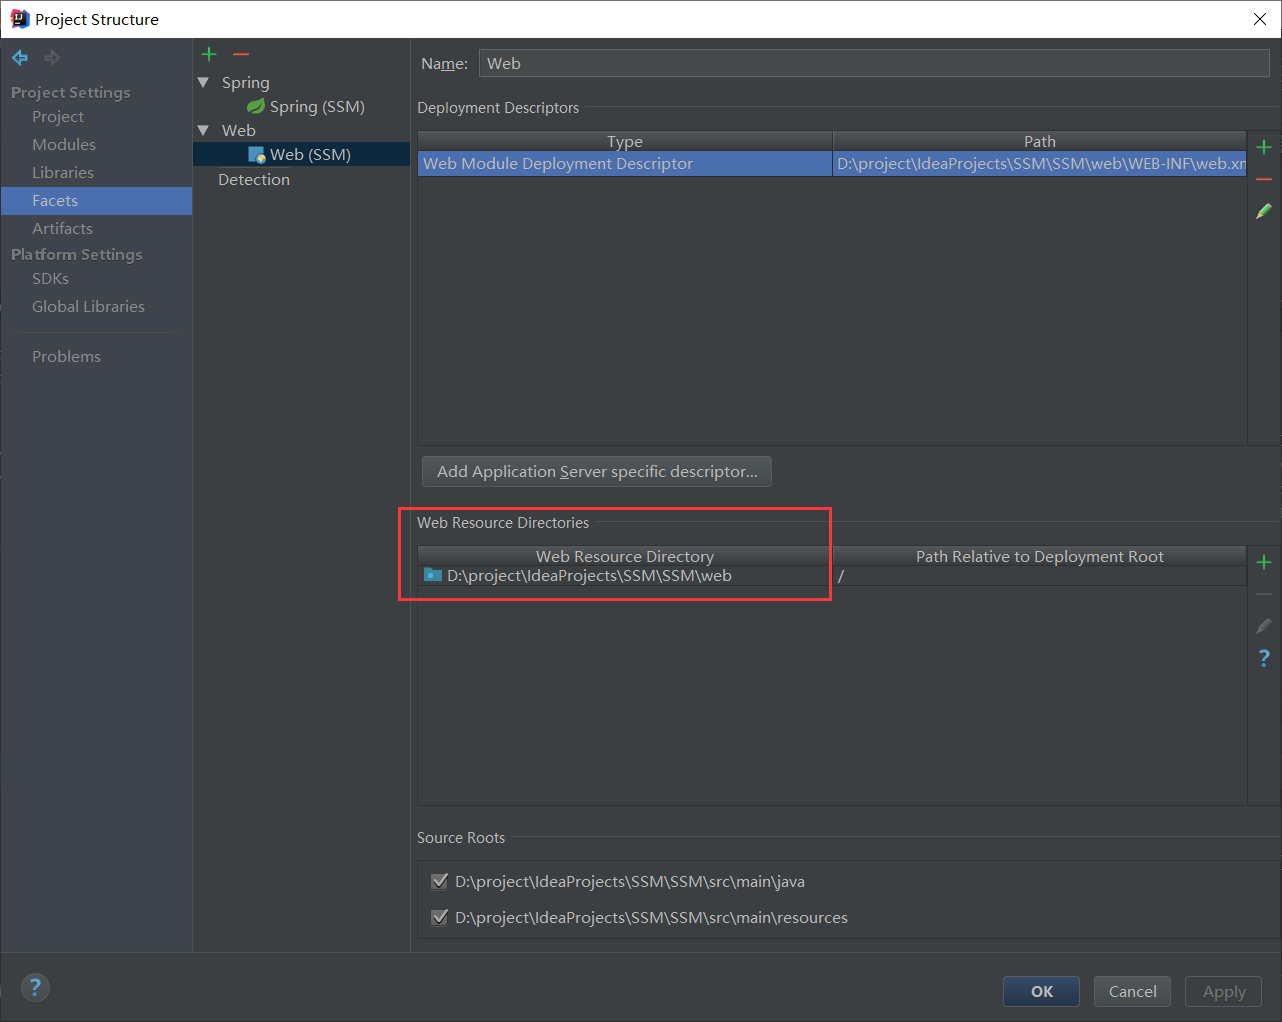 Project Structure
Project Settings
Project
Modules
Libraries
Facets
Artifacts
Platform Settings
SDKs
Global Libraries
Problems
Spring
Spring (SSM)
Web
Web (SSM)
Detection
Name: Web
Deployment Descriptors
Type Path
Web Module Deployment Descriptor D:\project\IdeaProjects\SSM\SSM\web\WEB-INF\web.xm
Add Application Server specific descriptor...
Web Resource Directories
Web Resource Directory Path Relative to Deployment Root
D:\project\IdeaProjects\SSM\SSM\web /
Source Roots
D:\project\IdeaProjects\SSM\SSM\src\main\java
D:\project\IdeaProjects\SSM\SSM\src\main\resources
? OK Cancel Apply